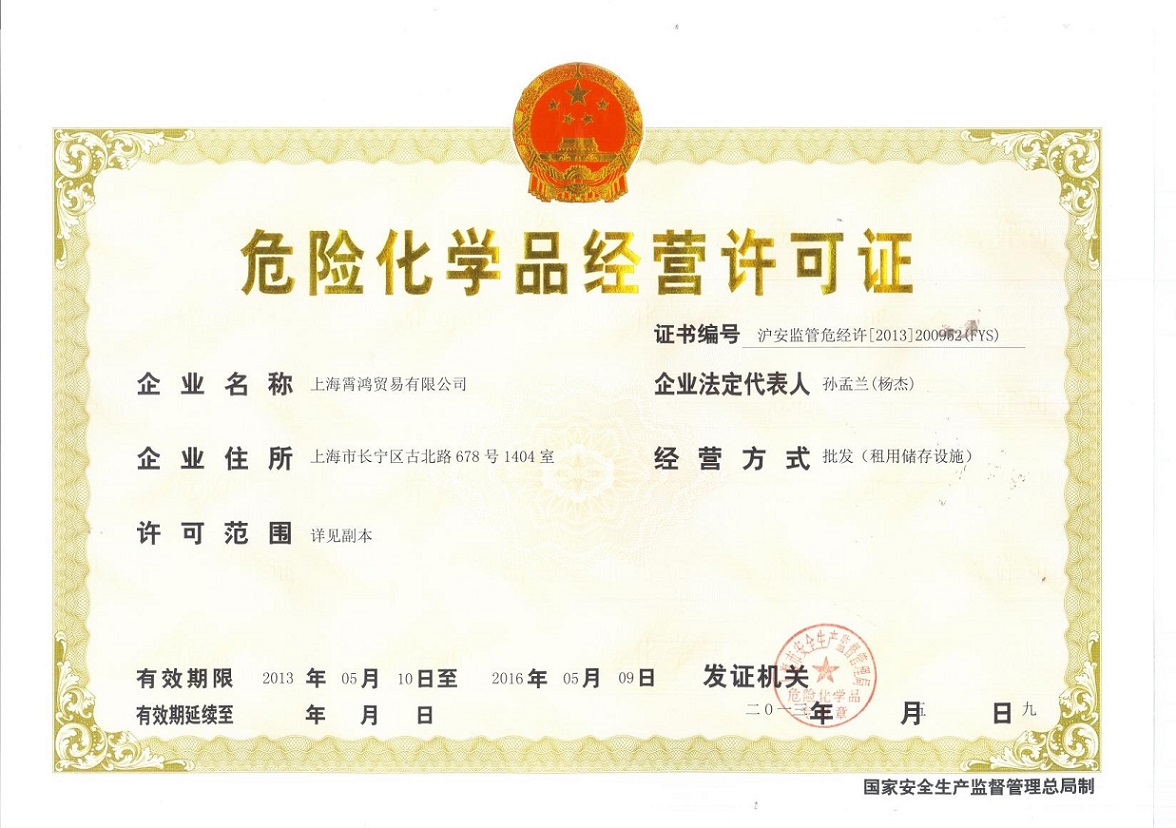 危险化学品经营许可证
证书编号 沪安监管危经许[2013]200962(FYS)
企业名称 上海霄鸿贸易有限公司
企业法定代表人 孙孟兰(杨杰)
企业住所 上海市长宁区古北路678号1404室
经营方式 批发（租用储存设施）
许可范围 详见副本
有效期限 2013 年 05 月 10 日至 2016 年 05 月 09 日
发证机关
有效期延续至 年 月 日
二0一三年 五月 九日
危险化学品
国家安全生产监督管理总局制